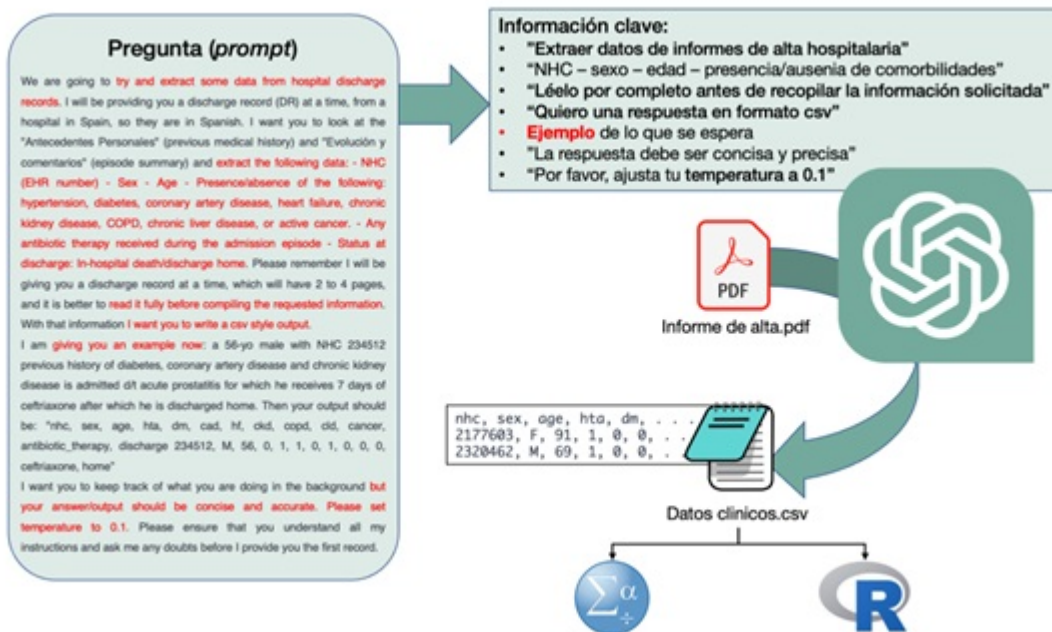 Pregunta (prompt)
We are going to try and extract some data from hospital discharge
records. I will be providing you a discharge record (DR) at a time, from a
hospital in Spain, so they are in Spanish. I want you to look at the
"Antecedentes Personales" (previous medical history) and "Evolución y
comentarios" (episode summary) and extract the following data: - NHC
(EHR number) - Sex - Age - Presence/absence of the following:
hypertension, diabetes, coronary artery disease, heart failure, chronic
kidney disease, COPD, chronic liver disease, or active cancer. - Any
antibiotic therapy received during the admission episode - Status at
discharge: In-hospital death/discharge home. Please remember I will be
giving you a discharge record at a time, which will have 2 to 4 pages,
and it is better to read it fully before compiling the requested information.
With that information I want you to write a csv style output.
I am giving you an example now: a 56-yo male with NHC 234512
previous history of diabetes, coronary artery disease and chronic kidney
disease is admitted d/t acute prostatitis for which he receives 7 days of
ceftriaxone after which he is discharged home. Then your output should
be: "nhc, sex, age, hta, dm, cad, hf, ckd, copd, cld, cancer,
antibiotic_therapy, discharge 234512, M, 56, 0, 1, 1, 0, 1, 0, 0, 0,
ceftriaxone, home"
I want you to keep track of what you are doing in the background but
your answer/output should be concise and accurate. Please set
temperature to 0.1. Please ensure that you understand all my
instructions and ask me any doubts before I provide you the first record.
Información clave:
• "Extraer datos de informes de alta hospitalaria"
• "NHC – sexo – edad – presencia/ausenia de comorbilidades"
• "Léelo por completo antes de recopilar la información solicitada"
• "Quiero una respuesta en formato csv"
• Ejemplo de lo que se espera
• "La respuesta debe ser concisa y precisa"
• "Por favor, ajusta tu temperatura a 0.1"
PDF
Informe de alta.pdf
nhc, sex, age, hta, dm, . . .
2177603, F, 91, 1, 0, 0, . .
2320462, M, 69, 1, 0, 0, .
Datos clinicos.csv
Σ α ÷
R